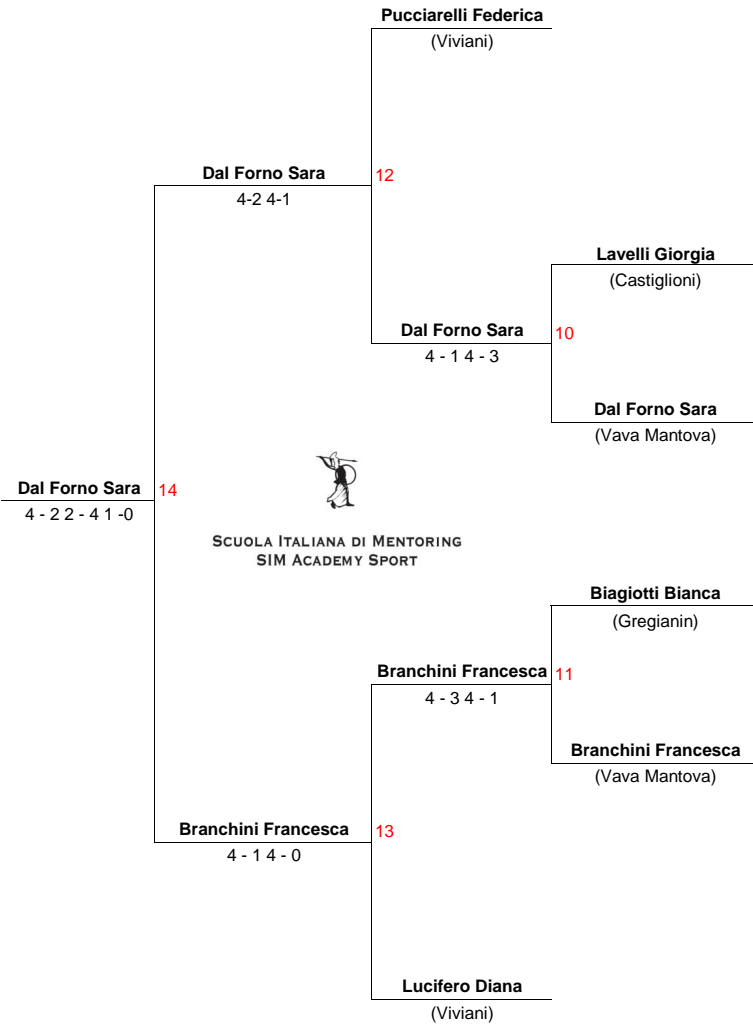 Pucciarelli Federica
(Viviani)
Dal Forno Sara
12
4-2 4-1
Lavelli Giorgia
(Castiglioni)
Dal Forno Sara
10
4 - 1 4 - 3
Dal Forno Sara
(Vava Mantova)
Dal Forno Sara
14
4 - 2 2 - 4 1 -0
SCUOLA ITALIANA DI MENTORING
SIM ACADEMY SPORT
Biagiotti Bianca
(Gregianin)
Branchini Francesca
11
4 - 3 4 - 1
Branchini Francesca
(Vava Mantova)
Branchini Francesca
13
4 - 1 4 - 0
Lucifero Diana
(Viviani)